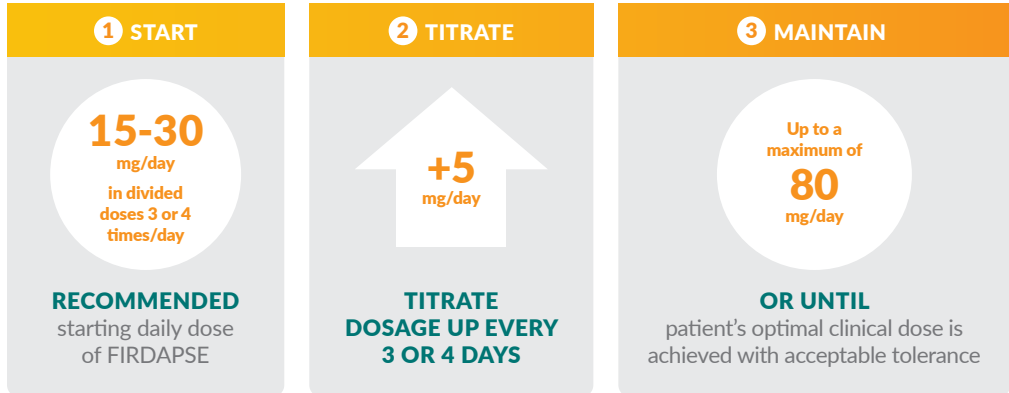 1 START
15-30
mg/day
in divided
doses 3 or 4
times/day
RECOMMENDED
starting daily dose
of FIRDAPSE
2 TITRATE
+5
mg/day
TITRATE
DOSAGE UP EVERY
3 OR 4 DAYS
3 MAINTAIN
Up to a
maximum of
80
mg/day
OR UNTIL
patient's optimal clinical dose is
achieved with acceptable tolerance